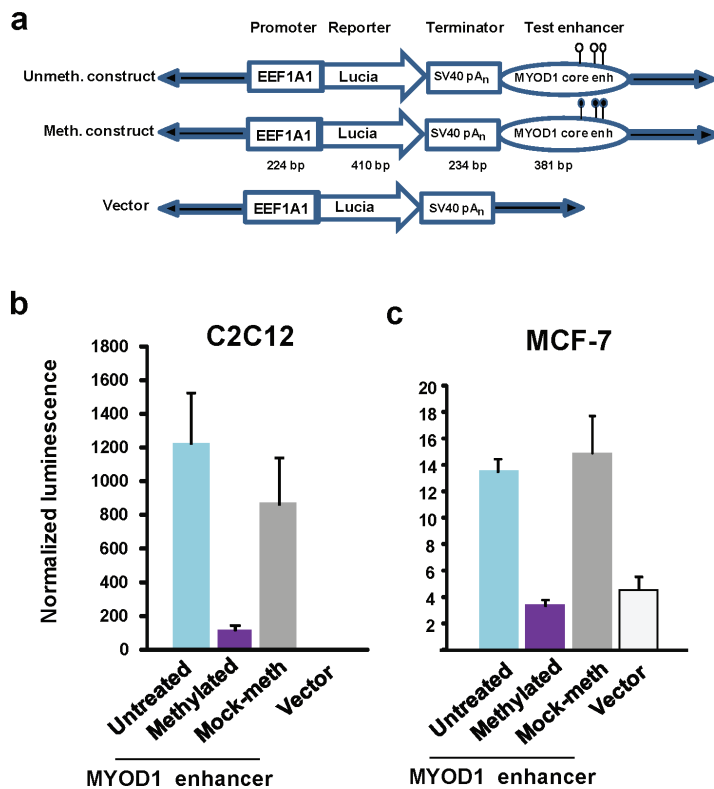 a
Promoter Reporter Terminator Test enhancer
Unmeth. construct EEF1A1 Lucia SV40 pAn MYOD1 core enh
Meth. construct EEF1A1 Lucia SV40 pAn MYOD1 core enh
224 bp 410 bp 234 bp 381 bp
Vector EEF1A1 Lucia SV40 pAn
b
C2C12
Normalized luminescence
1800
1600
1400
1200
1000
800
600
400
200
0
Untreated
Methylated
Mock-meth
Vector
MYOD1 enhancer
c
MCF-7
20
18
16
14
12
10
8
6
4
2
Untreated
Methylated
Mock-meth
Vector
MYOD1 enhancer